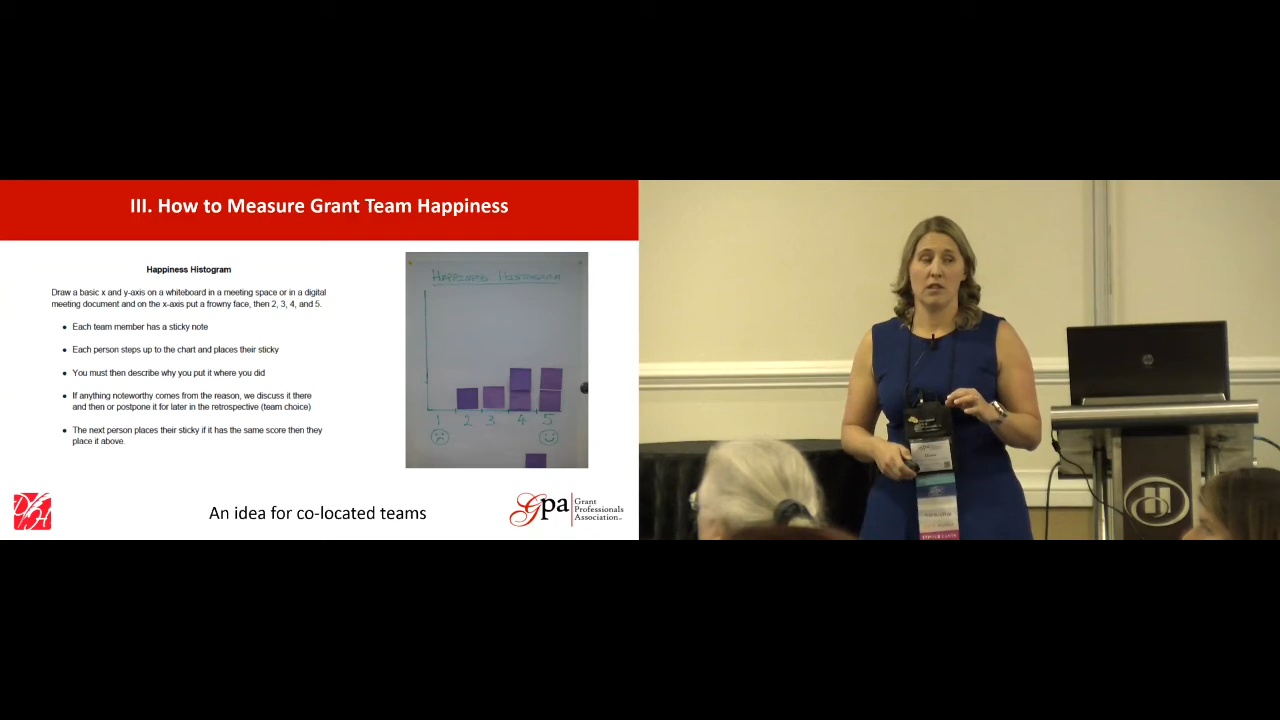 III. How to Measure Grant Team Happiness
Happiness Histogram
Draw a basic x and y-axis on a whiteboard in a meeting space or in a digital
meeting document and on the x-axis put a frowny face, then 2, 3, 4, and 5.
• Each team member has a sticky note
• Each person steps up to the chart and places their sticky
• You must then describe why you put it where you did
• If anything noteworthy comes from the reason, we discuss it there
and then or postpone it for later in the retrospective (team choice)
• The next person places their sticky if it has the same score then they
place it above.
HAPPINESS HISTOGRAM
1 2 3 4 5
An idea for co-located teams
DHH
Gpa
Grant
Professionals
Association
hp